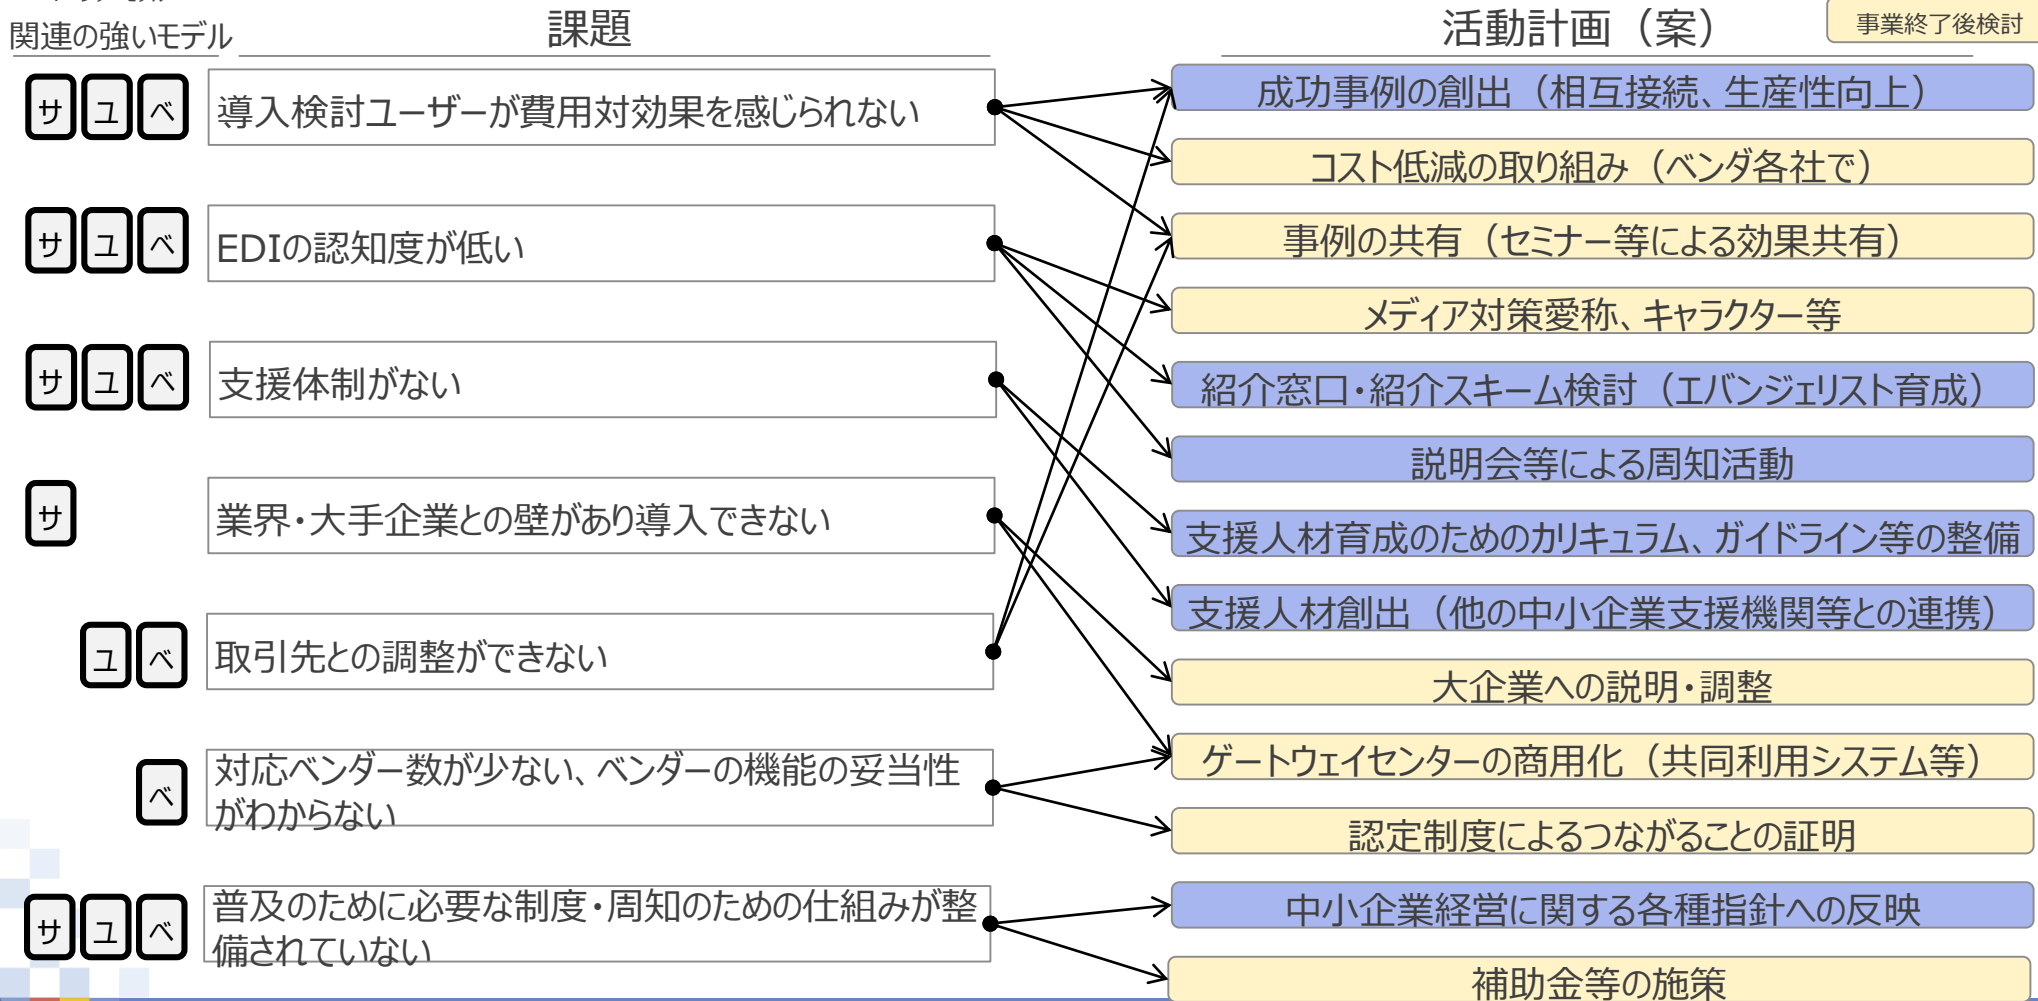 関連の強いモデル
課題
活動計画（案）
事業終了後検討
サ ユ ベ
導入検討ユーザーが費用対効果を感じられない
サ ユ ベ
EDIの認知度が低い
サ ユ ベ
支援体制がない
サ
業界・大手企業との壁があり導入できない
ユ ベ
取引先との調整ができない
ベ
対応ベンダー数が少ない、ベンダーの機能の妥当性
がわからない
サ ユ ベ
普及のために必要な制度・周知のための仕組みが整
備されていない
成功事例の創出（相互接続、生産性向上）
コスト低減の取り組み（ベンダ各社で）
事例の共有（セミナー等による効果共有）
メディア対策愛称、キャラクター等
紹介窓口・紹介スキーム検討（エバンジェリスト育成）
説明会等による周知活動
支援人材育成のためのカリキュラム、ガイドライン等の整備
支援人材創出（他の中小企業支援機関等との連携）
大企業への説明・調整
ゲートウェイセンターの商用化（共同利用システム等）
認定制度によるつながることの証明
中小企業経営に関する各種指針への反映
補助金等の施策